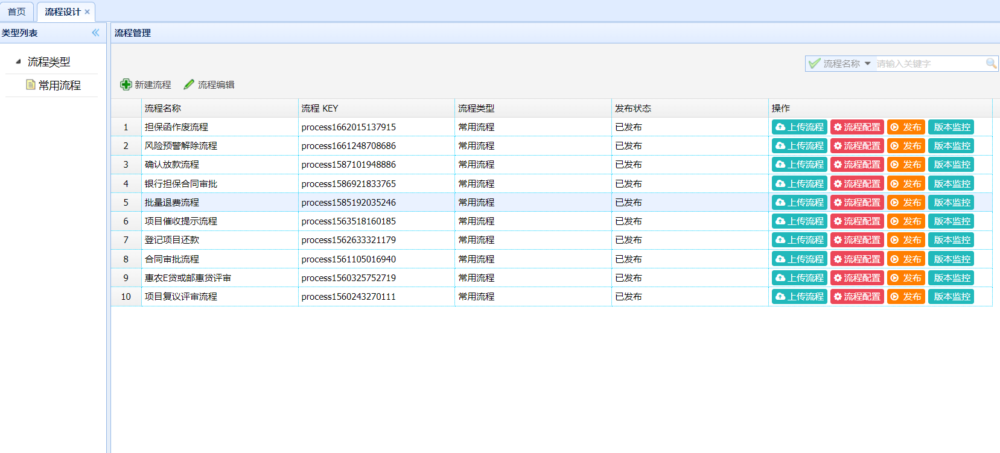 首页 流程设计 ×
类型列表
流程管理
流程类型
常用流程
流程名称 请输入关键字
新建流程 流程编辑
流程名称 流程 KEY 流程类型 发布状态 操作
1 担保函作废流程 process1662015137915 常用流程 已发布 上传流程 流程配置 发布 版本监控
2 风险预警解除流程 process1661248708686 常用流程 已发布 上传流程 流程配置 发布 版本监控
3 确认放款流程 process1587101948886 常用流程 已发布 上传流程 流程配置 发布 版本监控
4 银行担保合同审批 process1586921833765 常用流程 已发布 上传流程 流程配置 发布 版本监控
5 批量退费流程 process1585192035246 常用流程 已发布 上传流程 流程配置 发布 版本监控
6 项目催收提示流程 process1563518160185 常用流程 已发布 上传流程 流程配置 发布 版本监控
7 登记项目还款 process1562633321179 常用流程 已发布 上传流程 流程配置 发布 版本监控
8 合同审批流程 process1561105016940 常用流程 已发布 上传流程 流程配置 发布 版本监控
9 惠农E贷或邮惠贷评审 process1560325752719 常用流程 已发布 上传流程 流程配置 发布 版本监控
10 项目复议评审流程 process1560243270111 常用流程 已发布 上传流程 流程配置 发布 版本监控